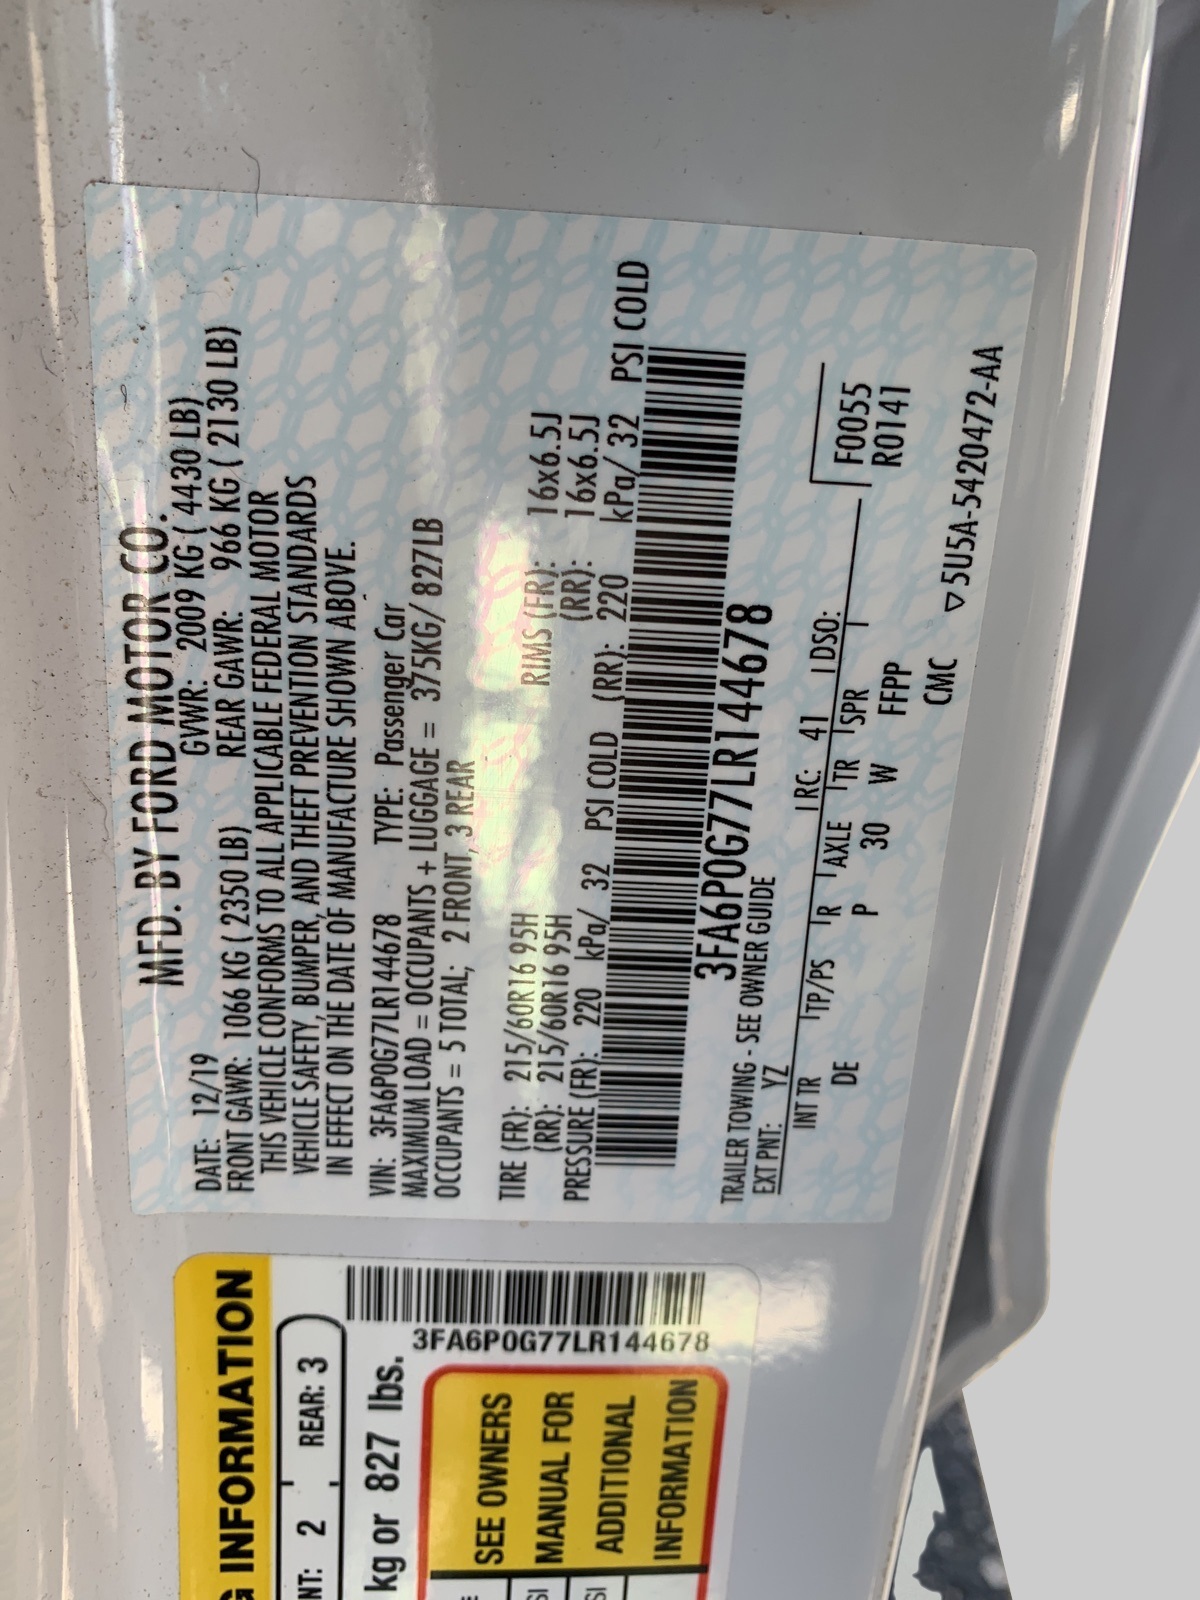 MFD. BY FORD MOTOR CO.
DATE: 12/19 GVWR: 2009 KG ( 4430 LB)
FRONT GAWR: 1066 KG ( 2350 LB) REAR GAWR: 966 KG ( 2130 LB)
THIS VEHICLE CONFORMS TO ALL APPLICABLE FEDERAL MOTOR
VEHICLE SAFETY, BUMPER, AND THEFT PREVENTION STANDARDS
IN EFFECT ON THE DATE OF MANUFACTURE SHOWN ABOVE.
VIN: 3FA6P0G77LR144678 TYPE: Passenger Car
MAXIMUM LOAD = OCCUPANTS + LUGGAGE = 375KG/ 827LB
OCCUPANTS = 5 TOTAL; 2 FRONT, 3 REAR
TIRE (FR): 215/60R16 95H RIMS (FR): 16x6.5J
(RR): 215/60R16 95H (RR): 16x6.5J
PRESSURE (FR): 220 kPa/ 32 PSI COLD (RR): 220 kPa/ 32 PSI COLD
3FA6P0G77LR144678
TRAILER TOWING - SEE OWNER GUIDE
EXT PNT: YZ RC: 41 DSO:
INT TR TP/PS R AXLE TR SPR
DE P 30 W FFPP
F0055
R0141
CMC ▽5U5A-5420472-AA
G INFORMATION
NT: 2 REAR: 3
kg or 827 lbs.
3FA6P0G77LR144678
SEE OWNERS
MANUAL FOR
ADDITIONAL
INFORMATION